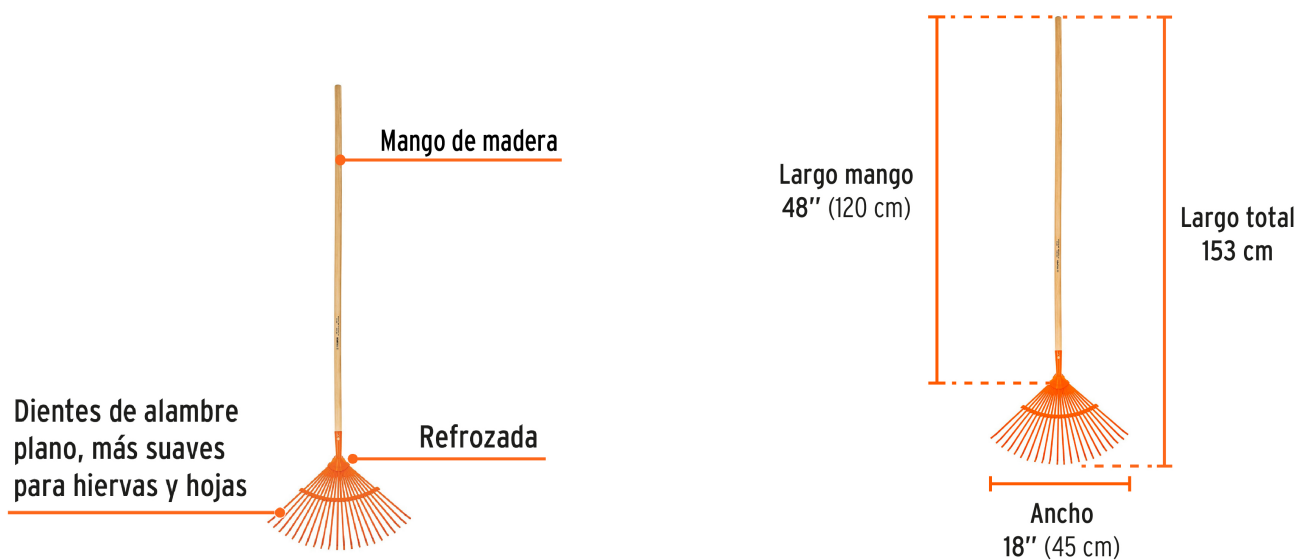 Mango de madera
Dientes de alambre
plano, más suaves
para hiervas y hojas
Refrozada
Largo mango
48’’ (120 cm)
Largo total
153 cm
Ancho
18’’ (45 cm)